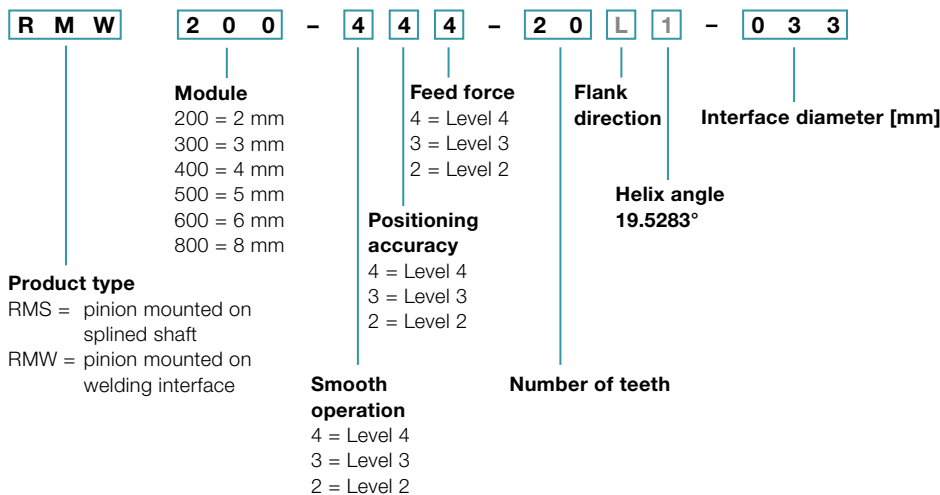 R M W 2 0 0 – 4 4 4 – 2 0 L 1 – 0 3 3
Module
200 = 2 mm
300 = 3 mm
400 = 4 mm
500 = 5 mm
600 = 6 mm
800 = 8 mm
Feed force
4 = Level 4
3 = Level 3
2 = Level 2
Flank
direction
Interface diameter [mm]
Helix angle
19.5283°
Positioning
accuracy
4 = Level 4
3 = Level 3
2 = Level 2
Product type
RMS = pinion mounted on
splined shaft
RMW = pinion mounted on
welding interface
Smooth
operation
4 = Level 4
3 = Level 3
2 = Level 2
Number of teeth